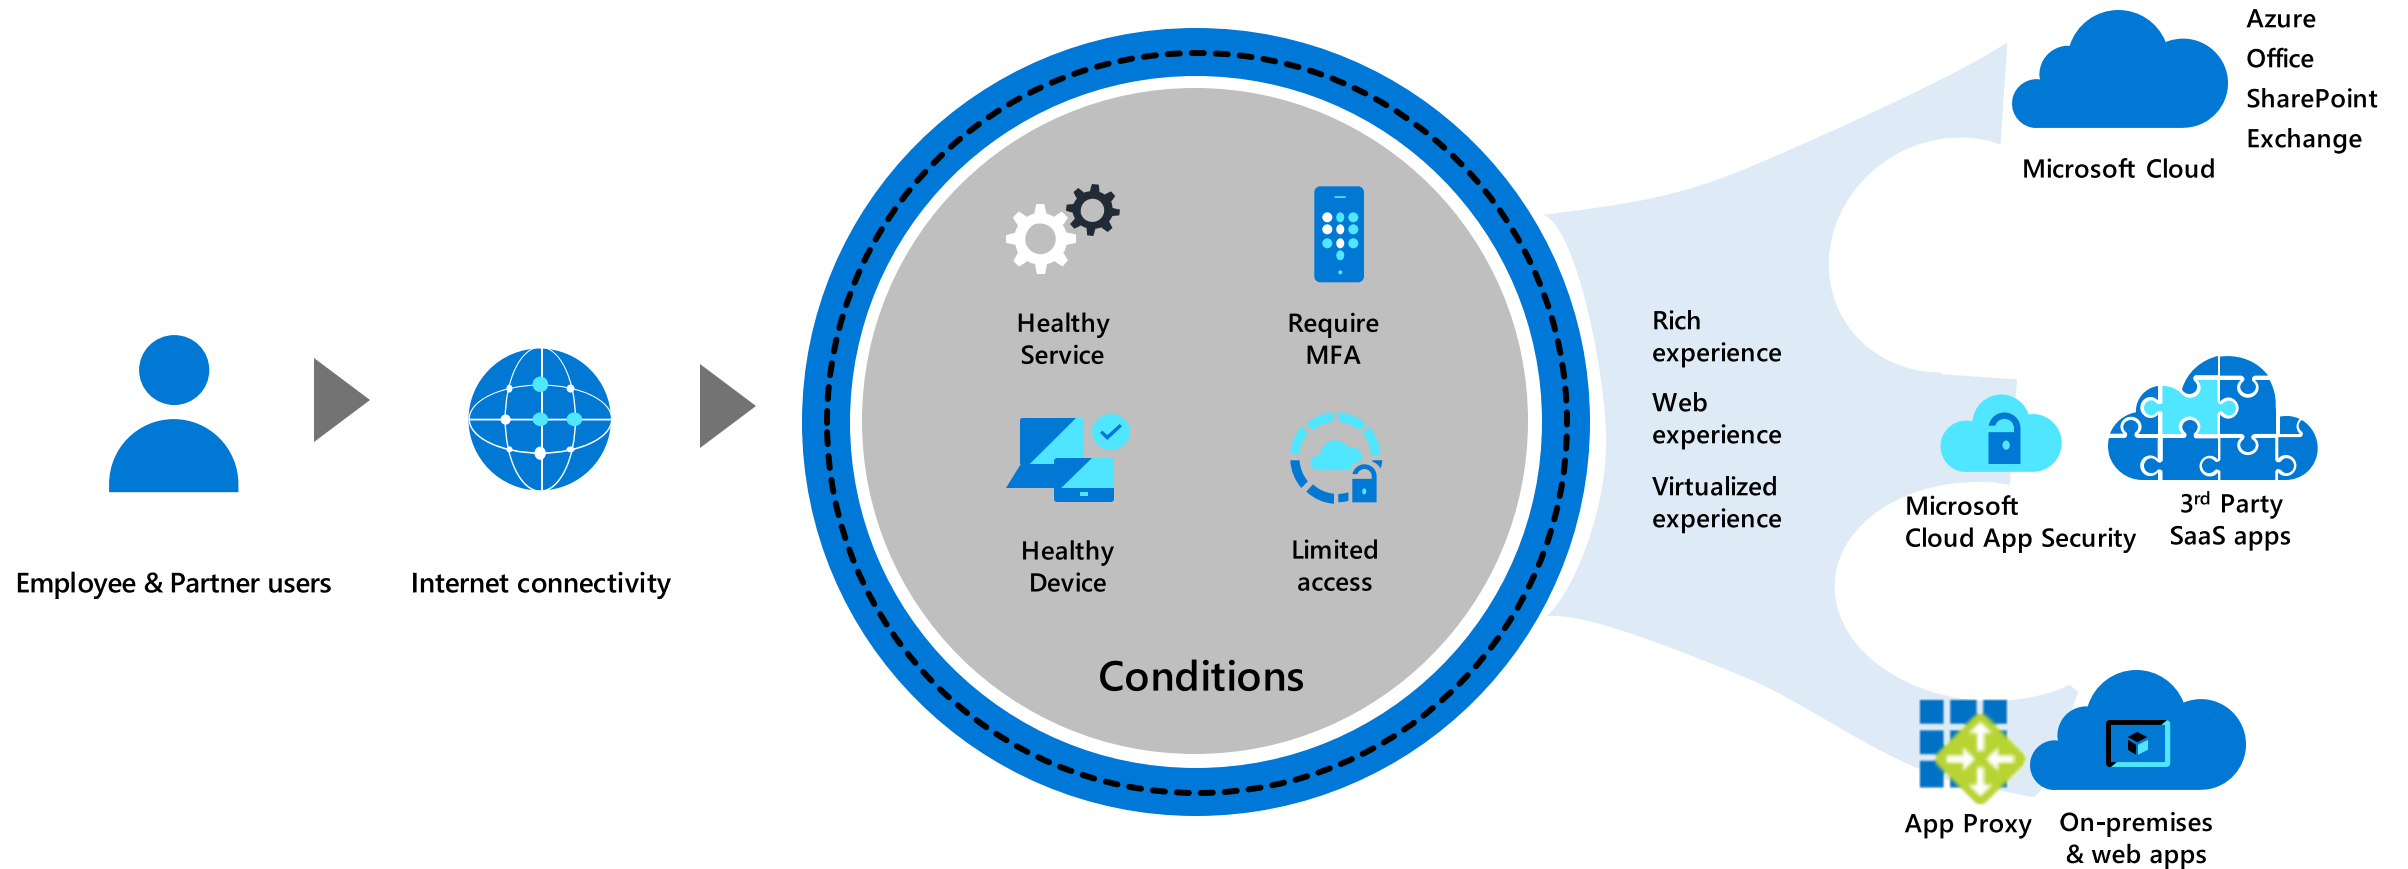 Employee & Partner users
Internet connectivity
Healthy
Service
Require
MFA
Healthy
Device
Limited
access
Conditions
Rich
experience
Web
experience
Virtualized
experience
Azure
Office
SharePoint
Exchange
Microsoft Cloud
Microsoft
Cloud App Security
3rd Party
SaaS apps
App Proxy
On-premises
& web apps